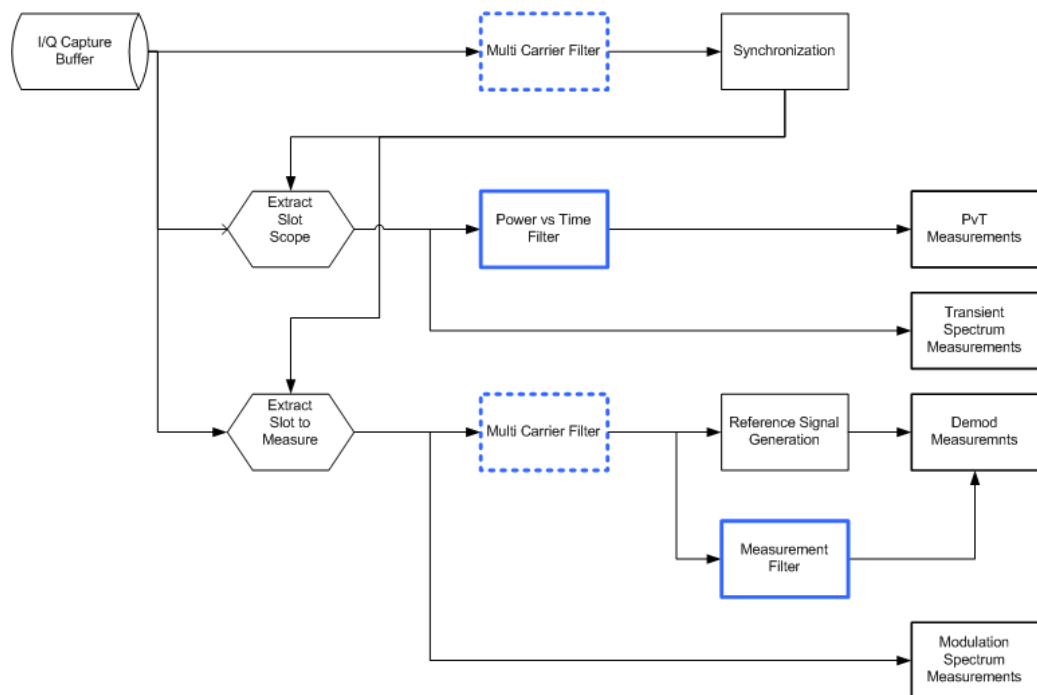 I/Q Capture
Buffer
Multi Carrier Filter
Synchronization
Extract
Slot
Scope
Power vs Time
Filter
PvT
Measurements
Transient
Spectrum
Measurements
Extract
Slot to
Measure
Multi Carrier Filter
Reference Signal
Generation
Demod
Measuremnts
Measurement
Filter
Modulation
Spectrum
Measurements